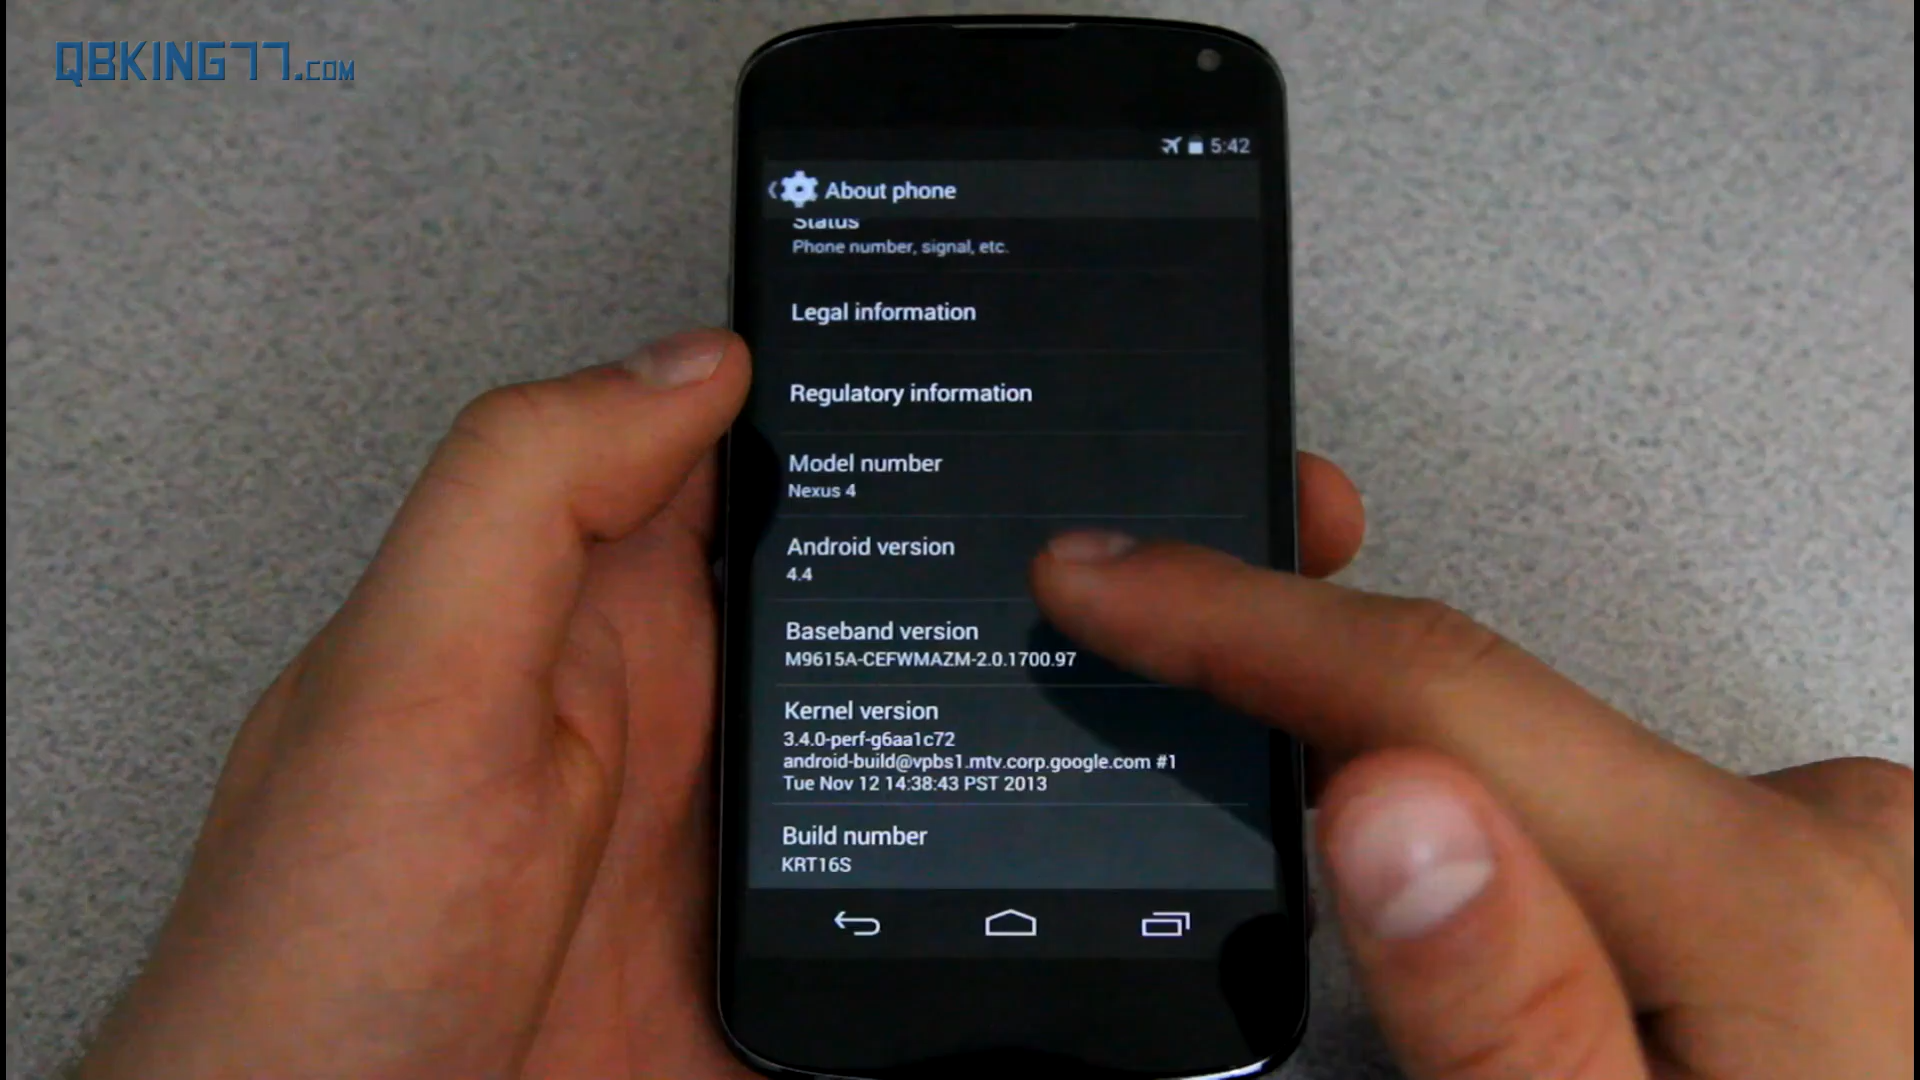 QBKING77.COM
5:42
About phone
Status
Phone number, signal, etc.
Legal information
Regulatory information
Model number
Nexus 4
Android version
4.4
Baseband version
M9615A-CEFWMAZM-2.0.1700.97
Kernel version
3.4.0-perf-g6aa1c72
android-build@vpbs1.mtv.corp.google.com #1
Tue Nov 12 14:38:43 PST 2013
Build number
KRT16S